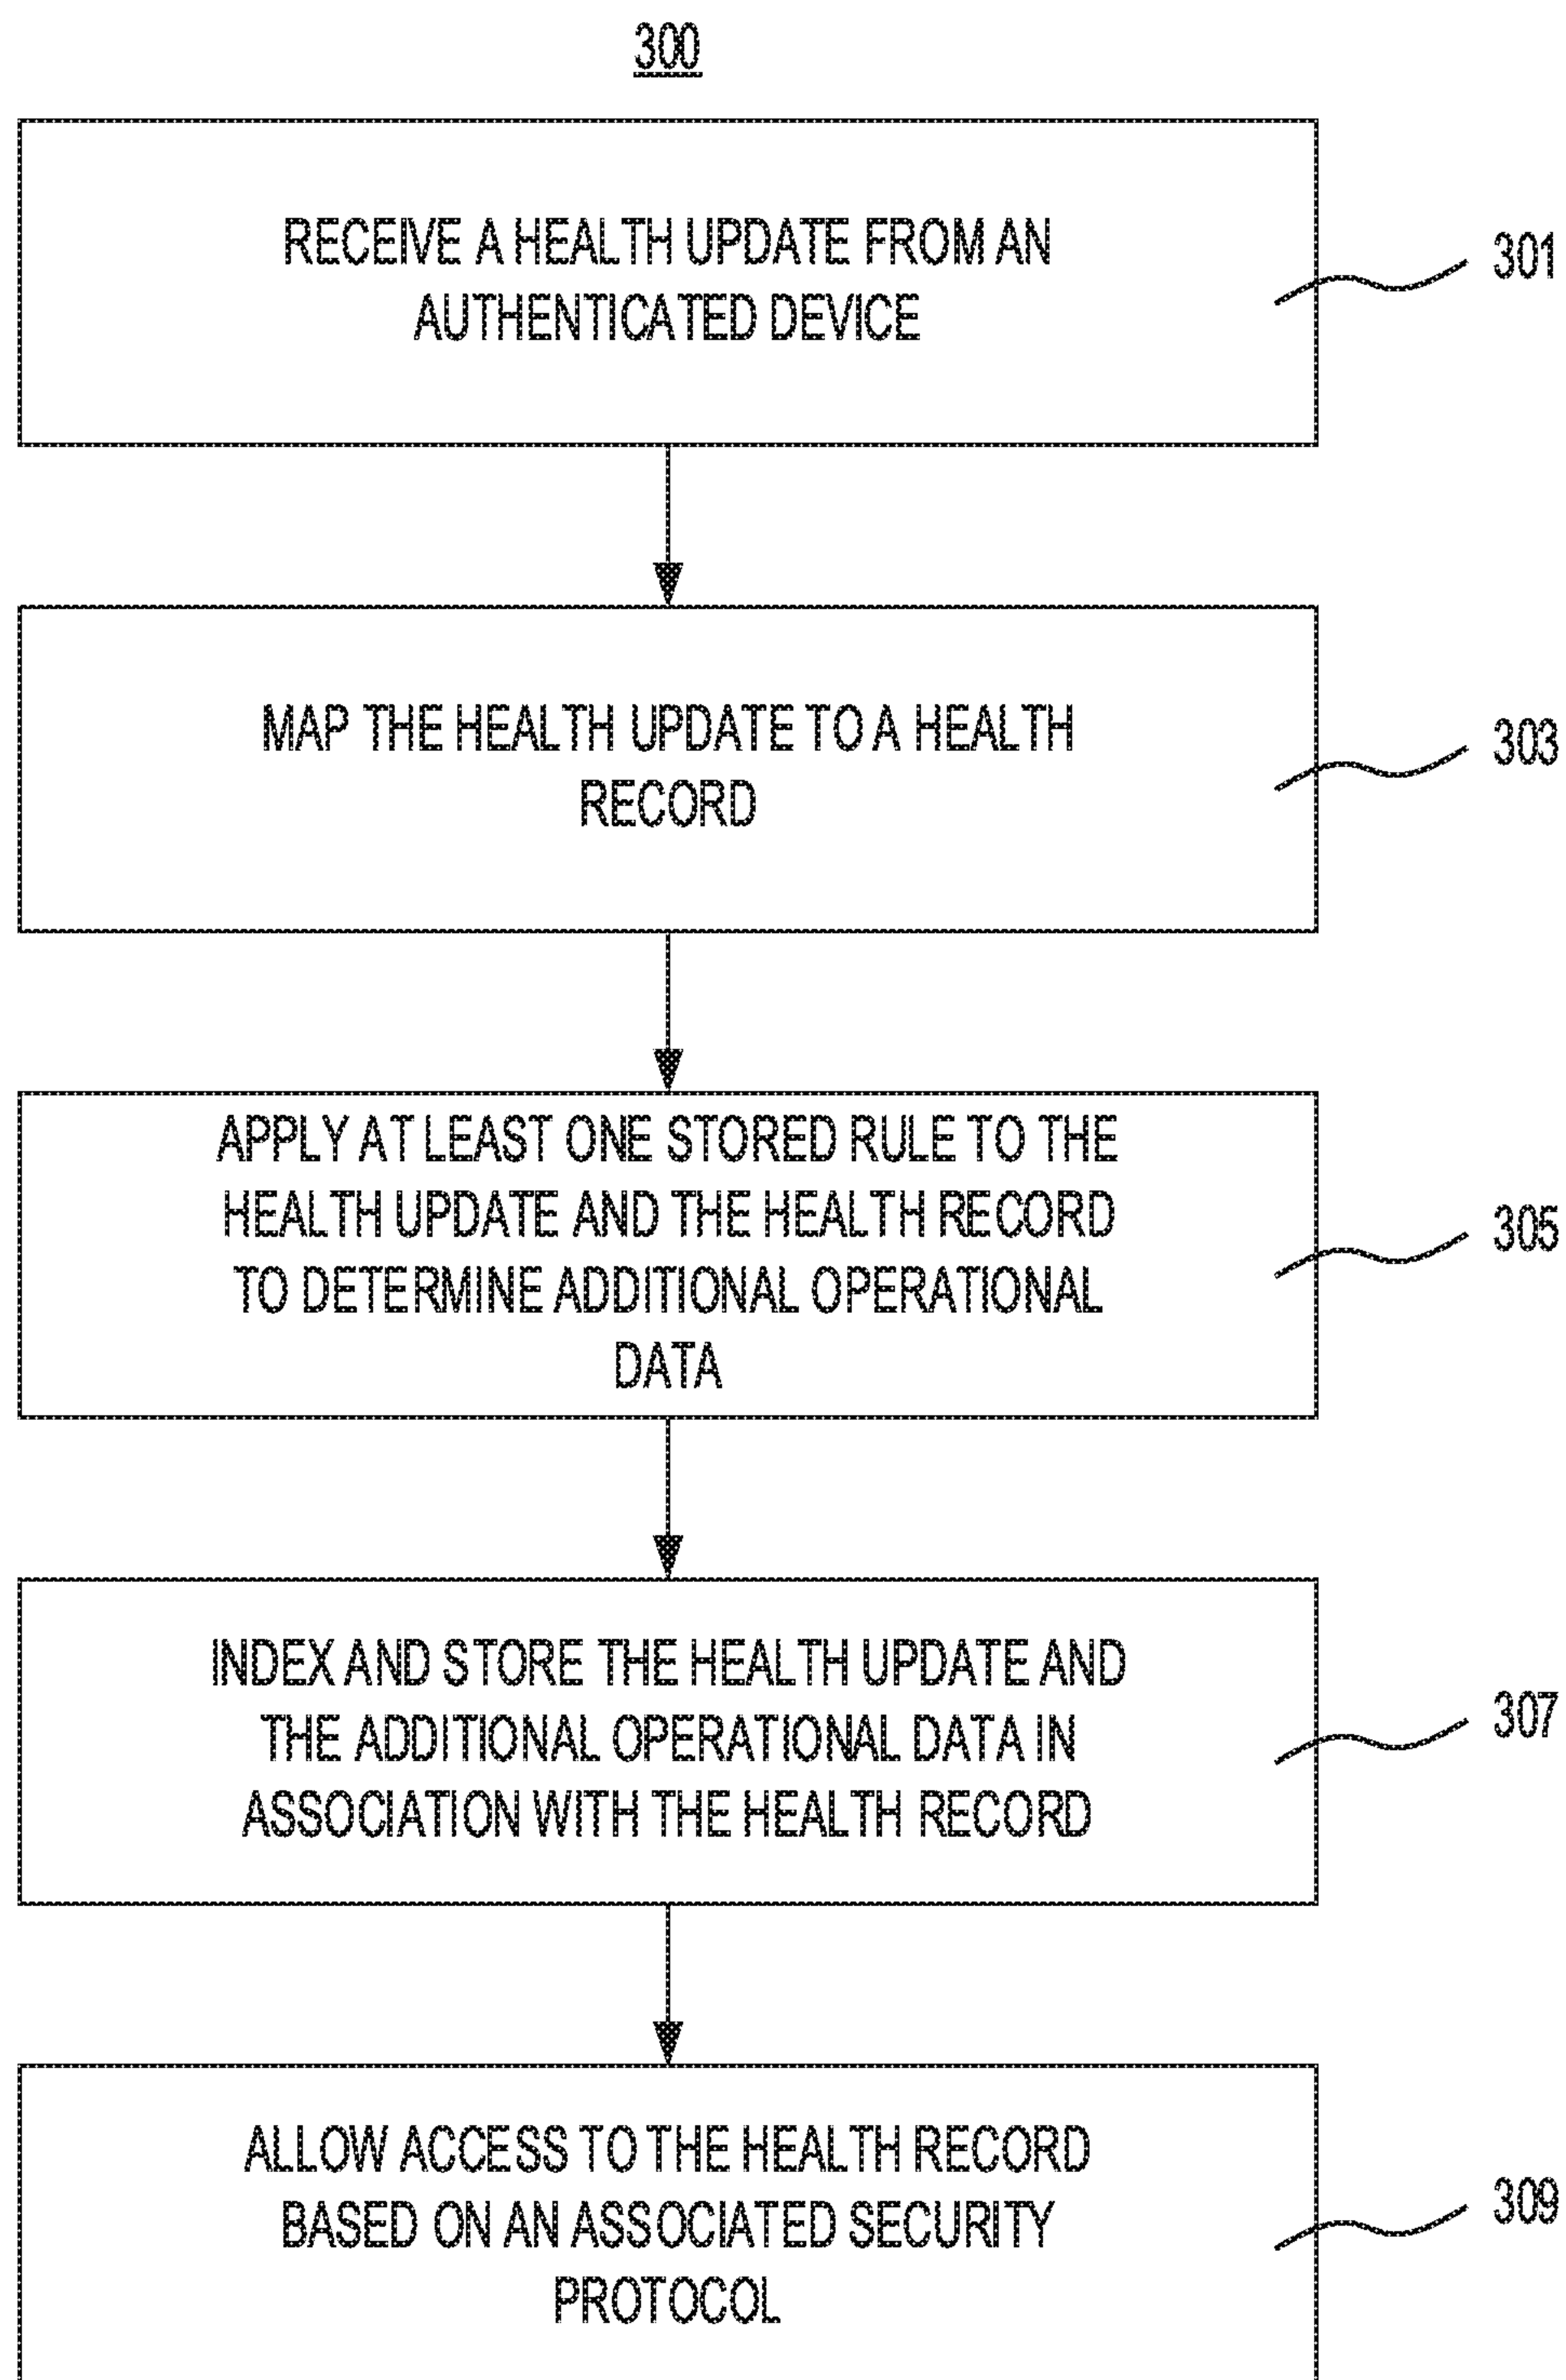 300
RECEIVE A HEALTH UPDATE FROM AN
AUTHENTICATED DEVICE
301
MAP THE HEALTH UPDATE TO A HEALTH
RECORD
303
APPLY AT LEAST ONE STORED RULE TO THE
HEALTH UPDATE AND THE HEALTH RECORD
TO DETERMINE ADDITIONAL OPERATIONAL
DATA
305
INDEX AND STORE THE HEALTH UPDATE AND
THE ADDITIONAL OPERATIONAL DATA IN
ASSOCIATION WITH THE HEALTH RECORD
307
ALLOW ACCESS TO THE HEALTH RECORD
BASED ON AN ASSOCIATED SECURITY
PROTOCOL
309